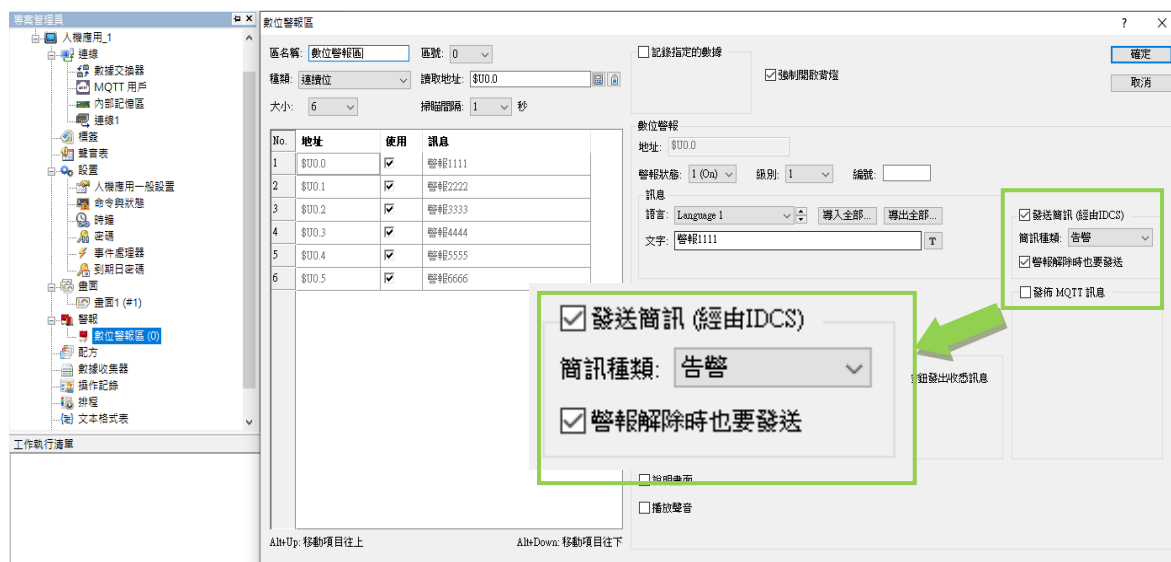 專案管理員
人機應用_1
連線
數據交換器
MQTT 用戶
內部記憶區
連線1
標籤
聲音表
設置
人機應用一般設置
命令與狀態
時鐘
密碼
事件處理器
到期日密碼
畫面
畫面1 (#1)
警報
數位警報區 (0)
配方
數據收集器
操作記錄
排程
文本格式表
工作執行清單
數位警報區
? X
區名稱: 數位警報區 區號: 0
種類: 連續位 讀取地址: $U0.0
大小: 6 掃瞄間隔: 1 秒
No. 地址 使用 訊息
1 $U0.0 警報1111
2 $U0.1 警報2222
3 $U0.2 警報3333
4 $U0.3 警報4444
5 $U0.4 警報5555
6 $U0.5 警報6666
Alt+Up: 移動項目往上 Alt+Down: 移動項目往下
記錄指定的數據
強制開啟背燈
確定
取消
數位警報
地址: $U0.0
警報狀態: 1 (On) 級別: 1 編號:
訊息
語言: Language 1 導入全部... 導出全部...
文字: 警報1111 T
發送簡訊 (經由IDCS)
簡訊種類: 告警
警報解除時也要發送
發佈 MQTT 訊息
發送簡訊 (經由IDCS)
簡訊種類: 告警
警報解除時也要發送
鈕發出收悉訊息
說明畫面
播放聲音